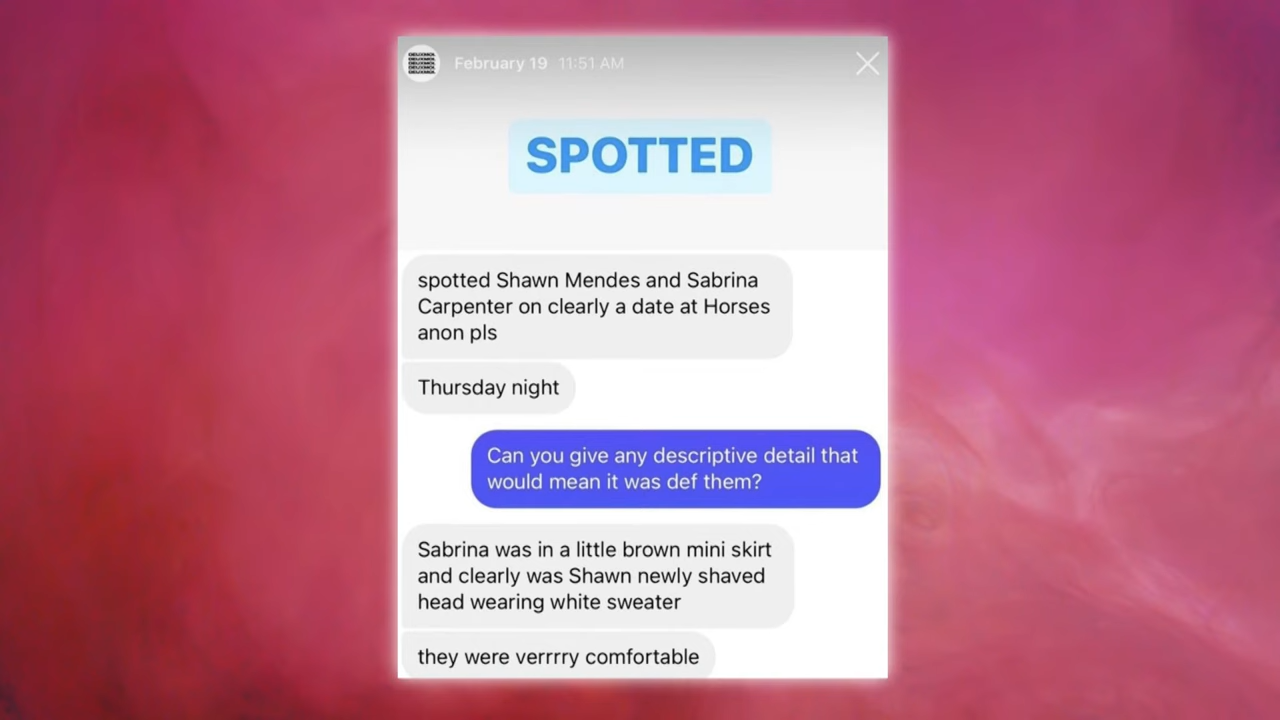 February 19 11:51 AM
SPOTTED
spotted Shawn Mendes and Sabrina
Carpenter on clearly a date at Horses
anon pls
Thursday night
Can you give any descriptive detail that
would mean it was def them?
Sabrina was in a little brown mini skirt
and clearly was Shawn newly shaved
head wearing white sweater
they were verrrry comfortable